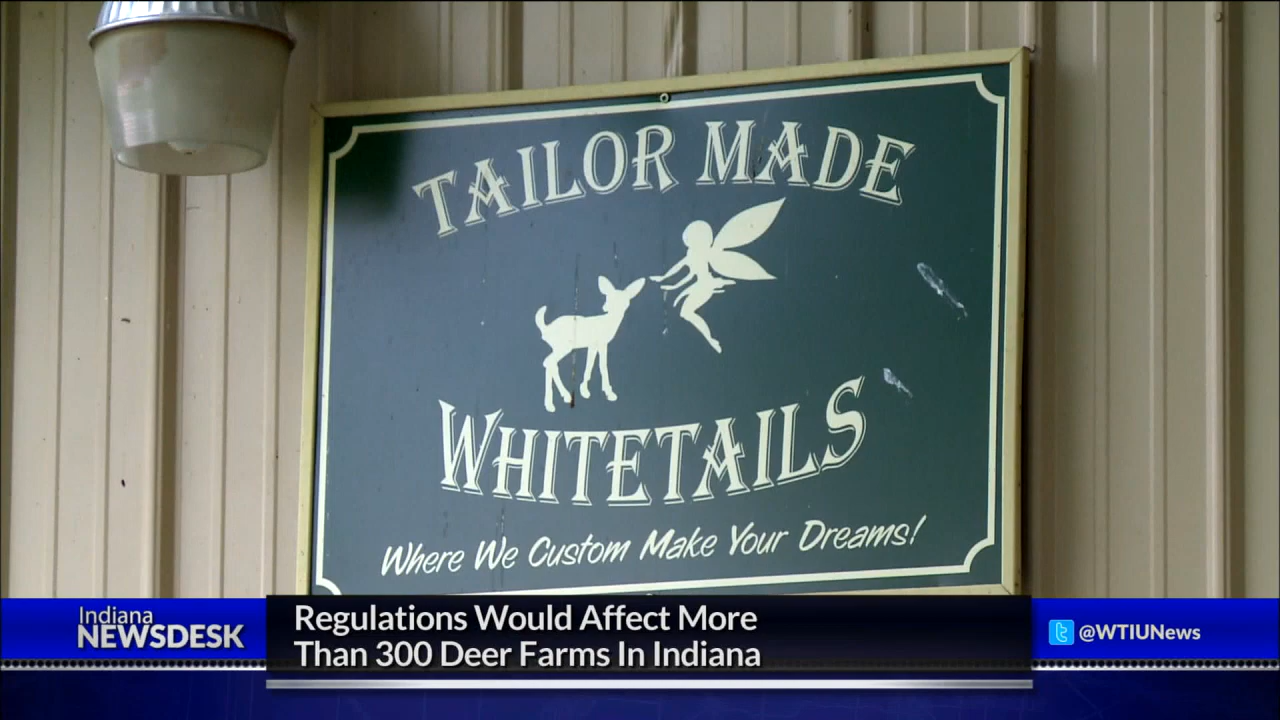 TAILOR MADE
WHITETAILS
Where We Custom Make Your Dreams!
Indiana
NEWSDESK
Regulations Would Affect More
Than 300 Deer Farms In Indiana
@WTIUNews